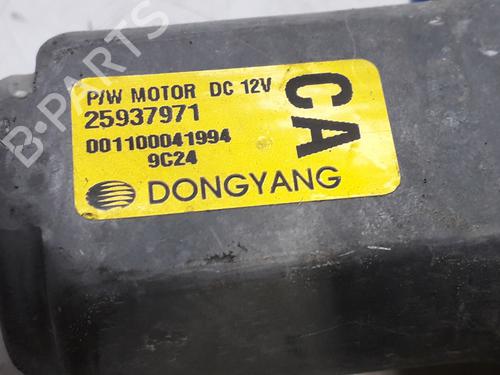 P/W MOTOR DC 12V
25937971
001100041994
9C24
CA
DONGYANG
B-PARTS